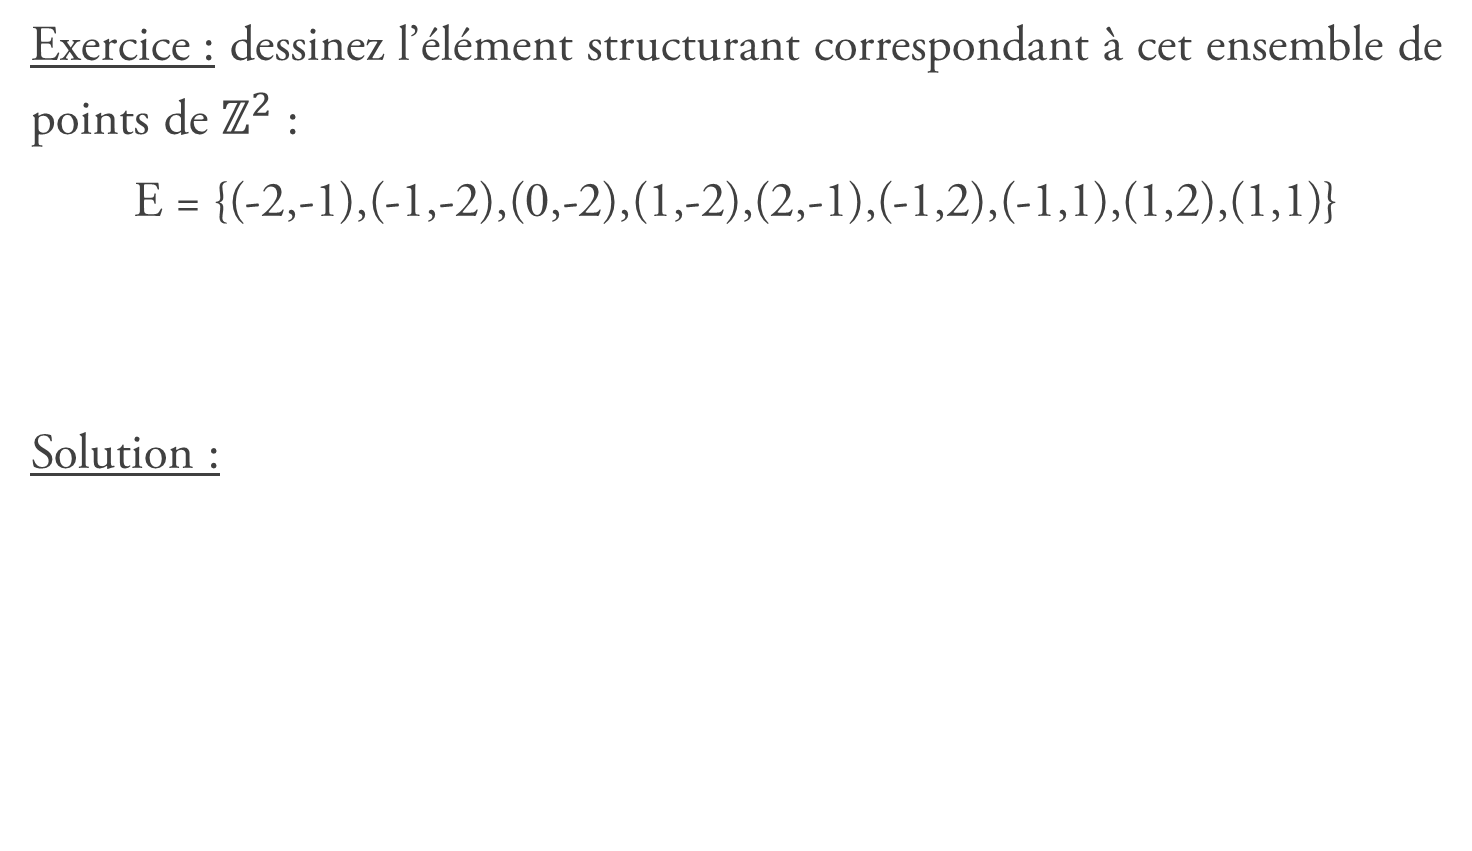 Exercice : dessinez l’élément structurant correspondant à cet ensemble de
points de ℤ² :
E = {(-2,-1),(-1,-2),(0,-2),(1,-2),(2,-1),(-1,2),(-1,1),(1,2),(1,1)}
Solution :